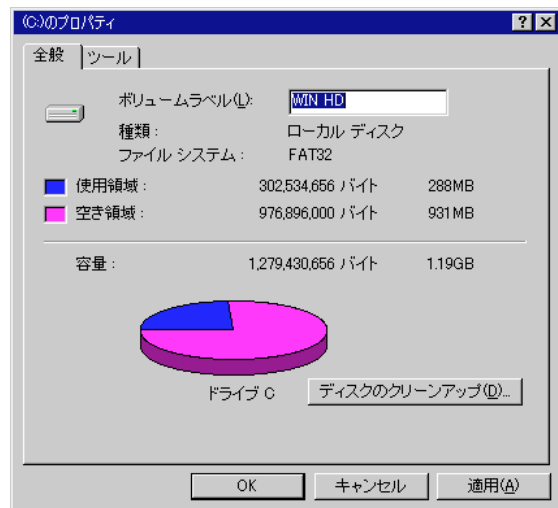 (C:)のプロパティ
全般 ツール
ボリュームラベル(L): WIN HD
種類: ローカル ディスク
ファイル システム: FAT32
使用領域: 302,534,656 バイト 288MB
空き領域: 976,896,000 バイト 931MB
容量: 1,279,430,656 バイト 1.19GB
ドライブ C ディスクのクリーンアップ(D)...
OK キャンセル 適用(A)